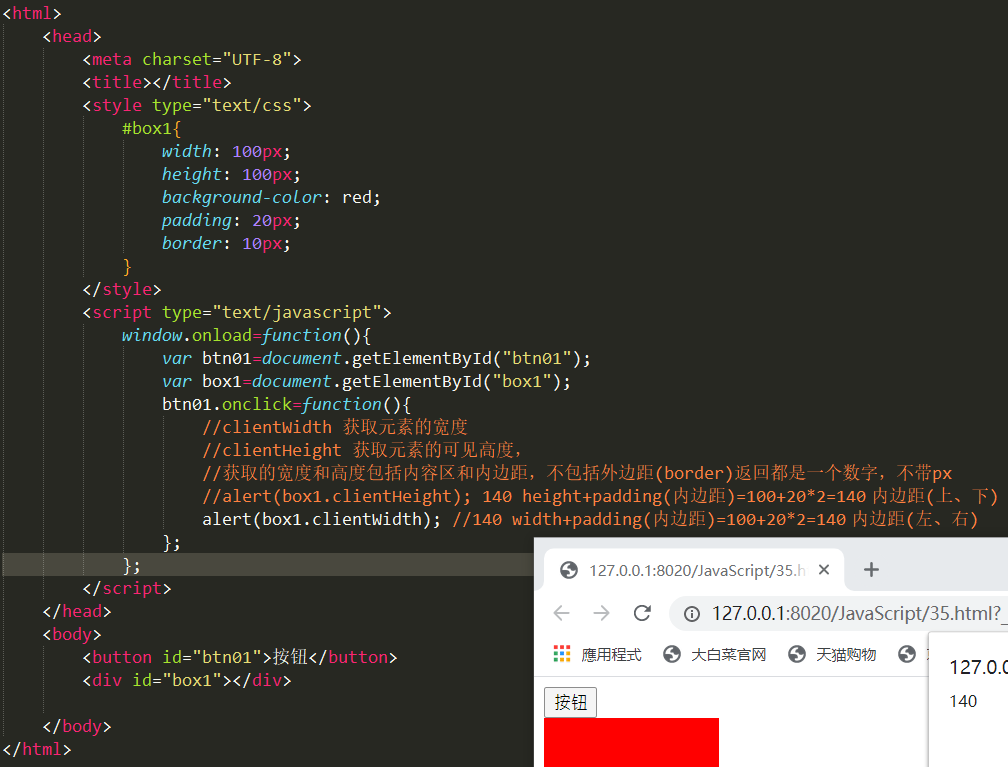 <html>
<head>
<meta charset="UTF-8">
<title></title>
<style type="text/css">
#box1{
width: 100px;
height: 100px;
background-color: red;
padding: 20px;
border: 10px;
}
</style>
<script type="text/javascript">
window.onload=function(){
var btn01=document.getElementById("btn01");
var box1=document.getElementById("box1");
btn01.onclick=function(){
//clientWidth 获取元素的宽度
//clientHeight 获取元素的可见高度，
//获取的宽度和高度包括内容区和内边距，不包括外边距(border)返回都是一个数字，不带px
//alert(box1.clientHeight); 140 height+padding(内边距)=100+20*2=140 内边距(上、下)
alert(box1.clientWidth); //140 width+padding(内边距)=100+20*2=140 内边距(左、右)
};
};
</script>
</head>
<body>
<button id="btn01">按钮</button>
<div id="box1"></div>
</body>
</html>
127.0.0.1:8020/JavaScript/35.h
127.0.0.1:8020/JavaScript/35.html?_
應用程式 大白菜官网 天猫购物
127.0.0
140
按钮